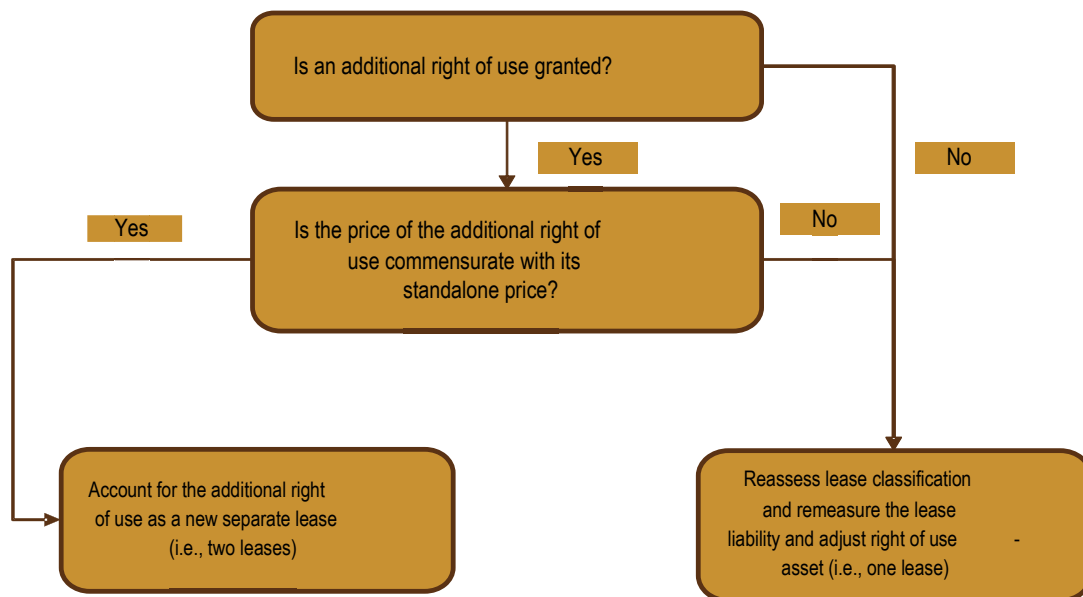 Is an additional right of use granted?
Yes
No
Is the price of the additional right of
use commensurate with its
standalone price?
Yes
No
Account for the additional right
of use as a new separate lease
(i.e., two leases)
Reassess lease classification
and remeasure the lease
liability and adjust right of use -
asset (i.e., one lease)